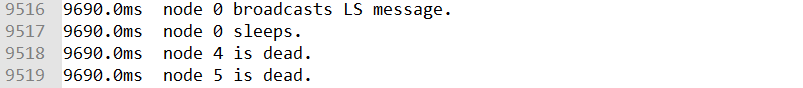 9516 9690.0ms  node 0 broadcasts LS message.
9517 9690.0ms  node 0 sleeps.
9518 9690.0ms  node 4 is dead.
9519 9690.0ms  node 5 is dead.